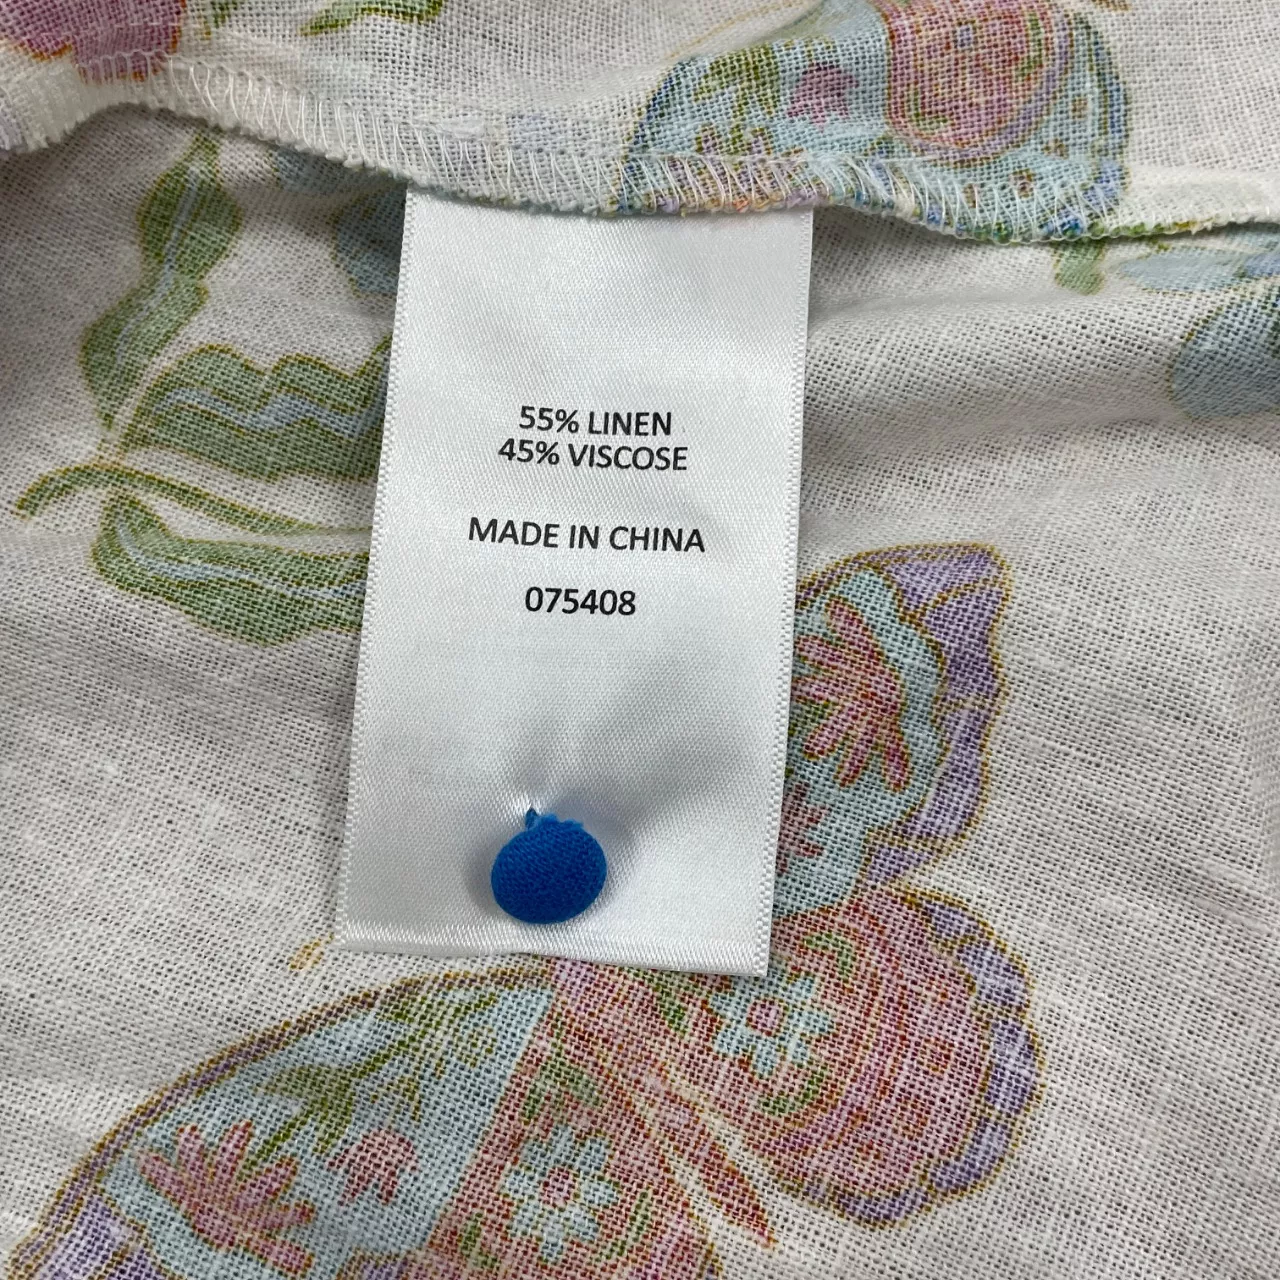 55% LINEN
45% VISCOSE
MADE IN CHINA
075408